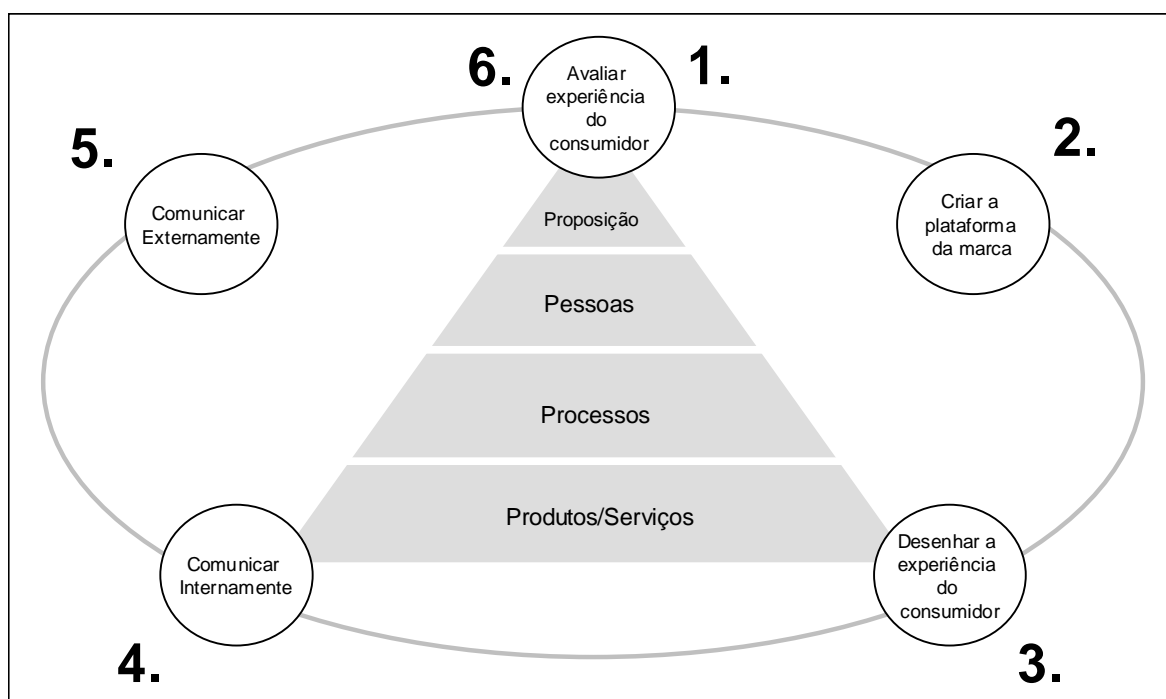 6.
1.
Avaliar
experiência
do
consumidor
5.
2.
Comunicar
Externamente
Criar a
plataforma
da marca
Proposição
Pessoas
Processos
Produtos/Serviços
Comunicar
Internamente
Desenhar a
experiência
do
consumidor
4.
3.